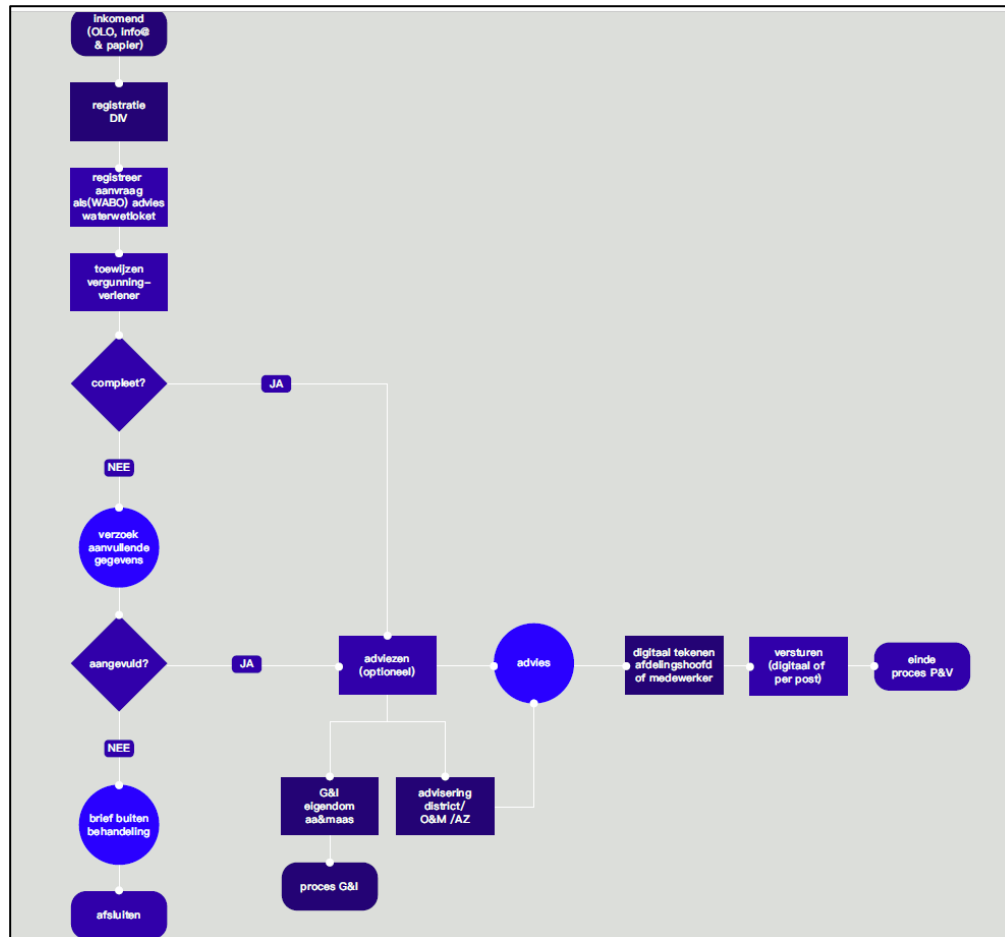 inkomend
(OLO, info@
& papier)
registratie
DIV
registreer
aanvraag
als(WABO) advies
waterwetloket
toewijzen
vergunning–
verlener
compleet?
JA
NEE
verzoek
aanvullende
gegevens
aangevuld?
JA
adviezen
(optioneel)
advies
digitaal tekenen
afdelingshoofd
of medewerker
versturen
(digitaal of
per post)
einde
proces P&V
NEE
G&I
eigendom
aa&maas
advisering
district/
O&M /AZ
brief buiten
behandeling
proces G&I
afsluiten